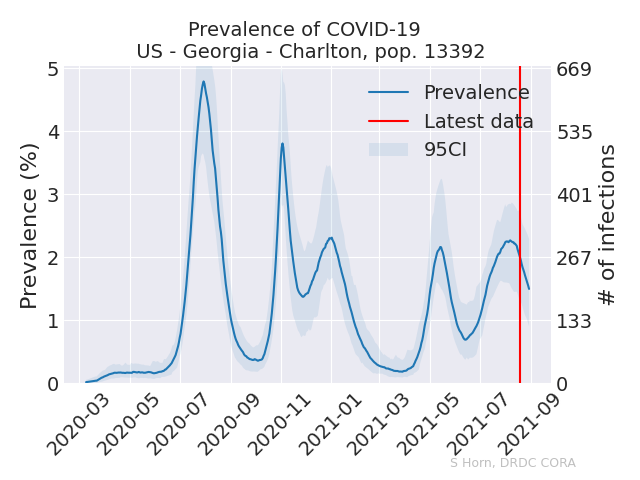 Prevalence of COVID-19
US - Georgia - Charlton, pop. 13392
Prevalence (%)
5
4
3
2
1
0
669
535
401
267
133
0
# of infections
Prevalence
Latest data
95CI
2020-03
2020-05
2020-07
2020-09
2020-11
2021-01
2021-03
2021-05
2021-07
2021-09
S Horn, DRDC CORA